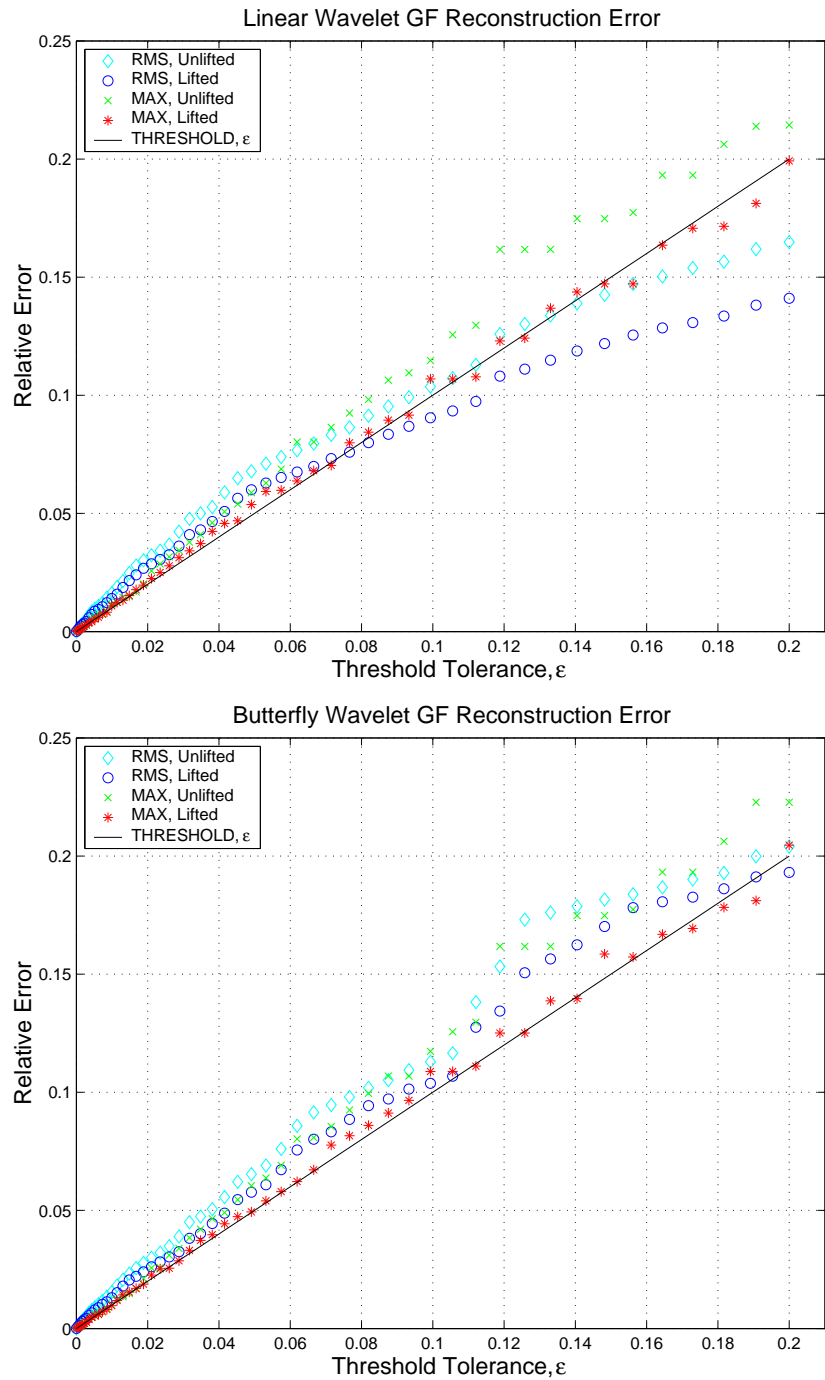 Linear Wavelet GF Reconstruction Error
0.25
0.2
0.15
0.1
0.05
0
Relative Error
RMS, Unlifted
RMS, Lifted
MAX, Unlifted
MAX, Lifted
THRESHOLD, ε
0 0.02 0.04 0.06 0.08 0.1 0.12 0.14 0.16 0.18 0.2
Threshold Tolerance, ε
Butterfly Wavelet GF Reconstruction Error
0.25
0.2
0.15
0.1
0.05
0
Relative Error
RMS, Unlifted
RMS, Lifted
MAX, Unlifted
MAX, Lifted
THRESHOLD, ε
0 0.02 0.04 0.06 0.08 0.1 0.12 0.14 0.16 0.18 0.2
Threshold Tolerance, ε